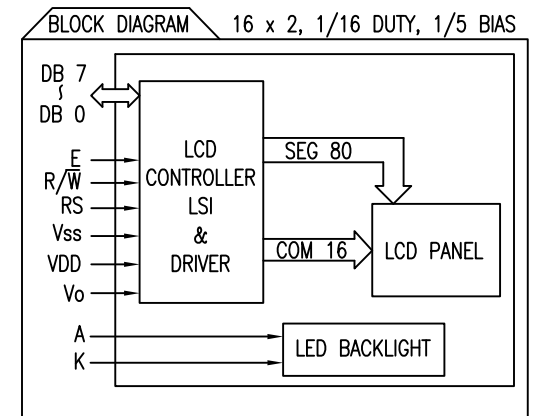 BLOCK DIAGRAM
16 x 2, 1/16 DUTY, 1/5 BIAS
DB 7
~
DB 0
E
R/W̅
RS
Vss
VDD
Vo
A
K
LCD
CONTROLLER
LSI
&
DRIVER
SEG 80
COM 16
LCD PANEL
LED BACKLIGHT